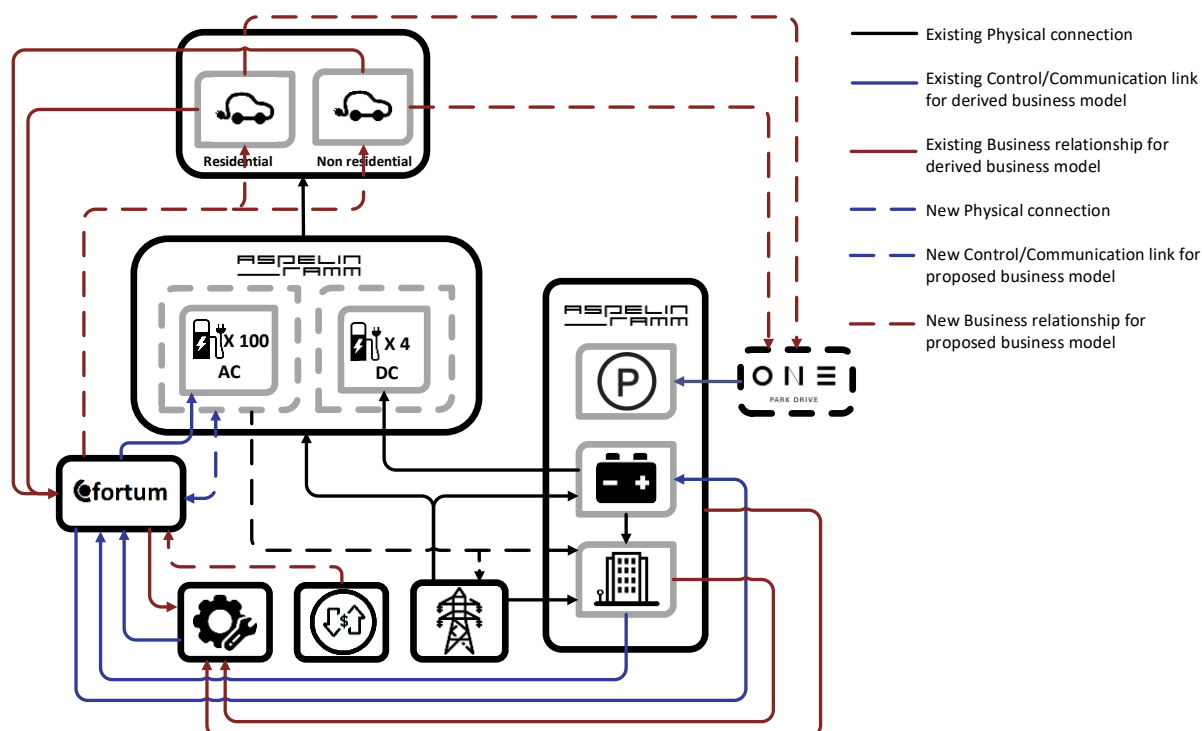 Existing Physical connection
Existing Control/Communication link
for derived business model
Existing Business relationship for
derived business model
New Physical connection
New Control/Communication link for
proposed business model
New Business relationship for
proposed business model
Residential
Non residential
ASPELIN
RAMM
X 100
AC
X 4
DC
ASPELIN
RAMM
P
ONE
PARK DRIVE
fortum
$